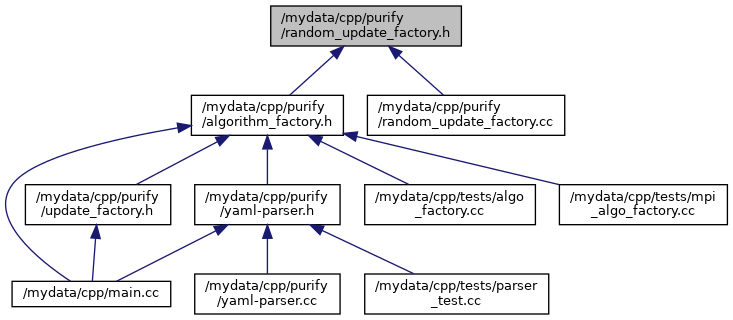 /mydata/cpp/purify
/random_update_factory.h
/mydata/cpp/purify
/algorithm_factory.h
/mydata/cpp/purify
/random_update_factory.cc
/mydata/cpp/purify
/update_factory.h
/mydata/cpp/purify
/yaml-parser.h
/mydata/cpp/tests/algo
_factory.cc
/mydata/cpp/tests/mpi
_algo_factory.cc
/mydata/cpp/main.cc
/mydata/cpp/purify
/yaml-parser.cc
/mydata/cpp/tests/parser
_test.cc